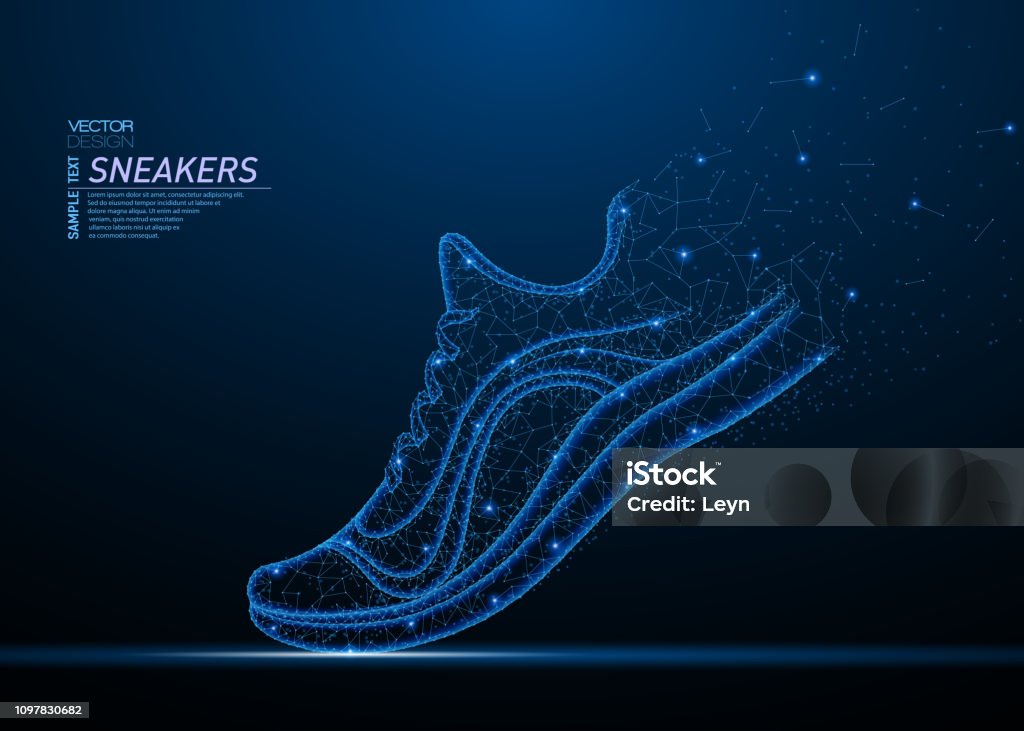 VECTOR
DESIGN
SAMPLE TEXT
SNEAKERS
Lorem ipsum dolor sit amet, consectetur adipiscing elit.
Sed do eiusmod tempor incididunt ut labore et
dolore magna aliqua. Ut enim ad minim
veniam, quis nostrud exercitation
ullamco laboris nisi ut aliquip ex
ea commodo consequat.
iStock™
Credit: Leyn
1097830682